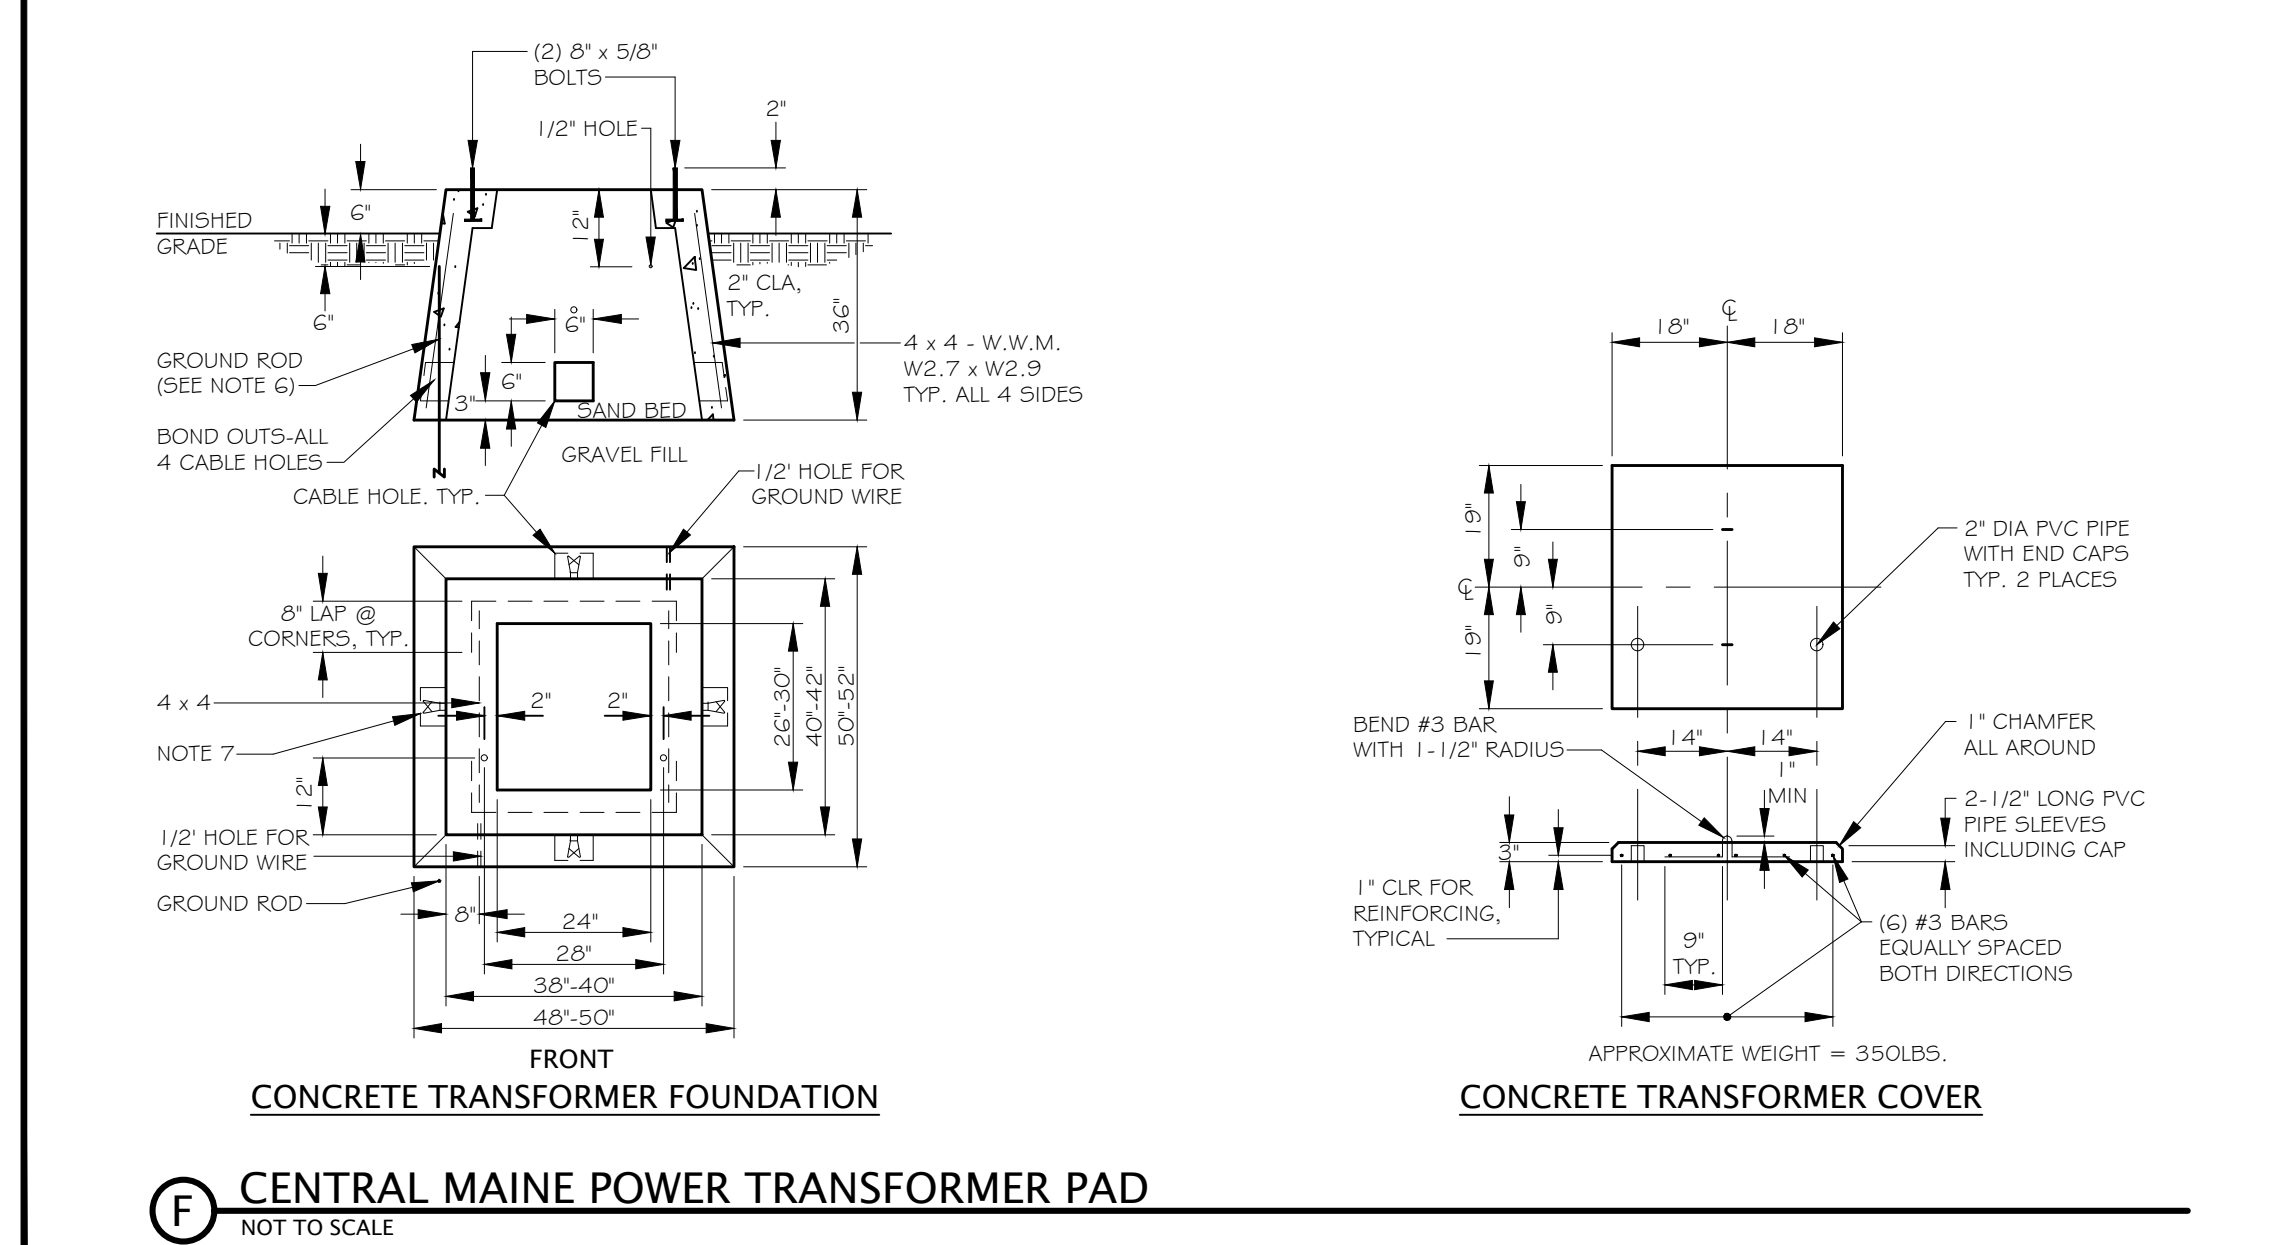 (2) 8" x 5/8"
BOLTS
2"
1/2" HOLE
FINISHED
GRADE
6"
12"
6"
2" CLA,
TYP.
36"
6"
GROUND ROD
(SEE NOTE 6)
6"
3"
4 x 4 - W.W.M.
W2.7 x W2.9
TYP. ALL 4 SIDES
SAND BED
BOND OUTS-ALL
4 CABLE HOLES
GRAVEL FILL
CABLE HOLE. TYP.
1/2' HOLE FOR
GROUND WIRE
8" LAP @
CORNERS, TYP.
4 x 4
NOTE 7
2"
2"
26"-30"
40"-42"
50"-52"
12"
1/2' HOLE FOR
GROUND WIRE
GROUND ROD
8"
24"
28"
38"-40"
48"-50"
FRONT
CONCRETE TRANSFORMER FOUNDATION
℄
18"
18"
19"
9"
℄
9"
19"
2" DIA PVC PIPE
WITH END CAPS
TYP. 2 PLACES
BEND #3 BAR
WITH 1-1/2" RADIUS
14"
14"
1"
MIN
1" CHAMFER
ALL AROUND
2-1/2" LONG PVC
PIPE SLEEVES
INCLUDING CAP
3"
1" CLR FOR
REINFORCING,
TYPICAL
9"
TYP.
(6) #3 BARS
EQUALLY SPACED
BOTH DIRECTIONS
APPROXIMATE WEIGHT = 350LBS.
CONCRETE TRANSFORMER COVER
F
CENTRAL MAINE POWER TRANSFORMER PAD
NOT TO SCALE